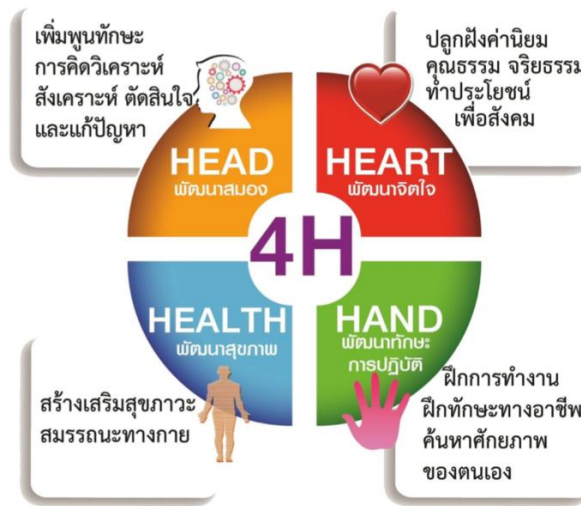 เพิ่มพูนทักษะ
การคิดวิเคราะห์
สังเคราะห์ ตัดสินใจ
และแก้ปัญหา
ปลูกฝังค่านิยม
คุณธรรม จริยธรรม
ทำประโยชน์
เพื่อสังคม
HEAD
พัฒนาสมอง
HEART
พัฒนาจิตใจ
4H
HEALTH
พัฒนาสุขภาพ
HAND
พัฒนาทักษะ
การปฏิบัติ
สร้างเสริมสุขภาวะ
สมรรถนะทางกาย
ฝึกการทำงาน
ฝึกทักษะทางอาชีพ
ค้นหาศักยภาพ
ของตนเอง